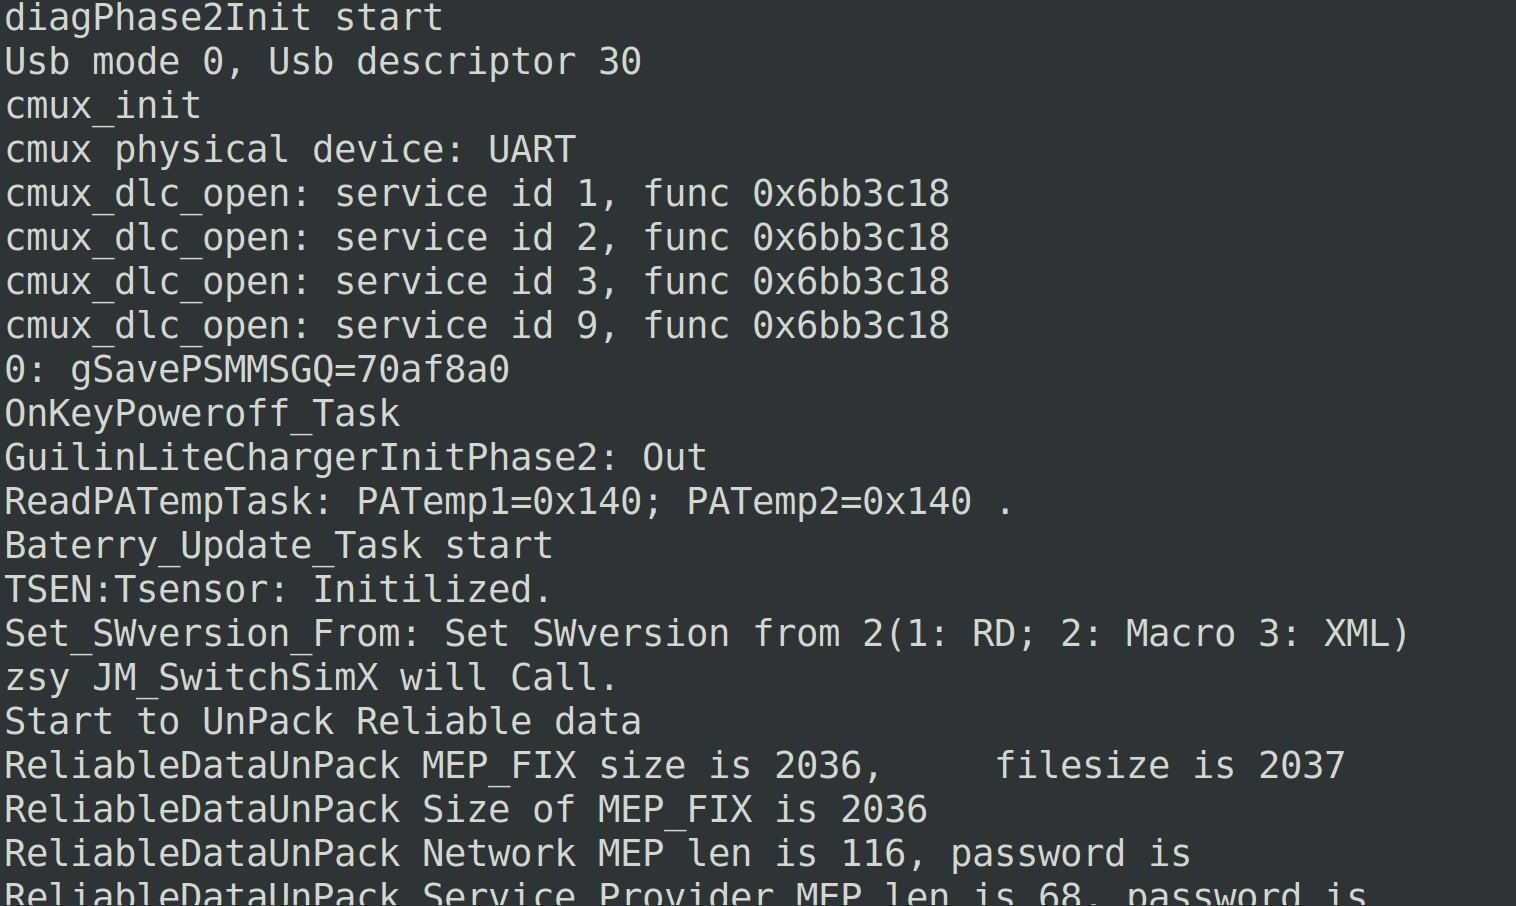 diagPhase2Init start
Usb mode 0, Usb descriptor 30
cmux_init
cmux physical device: UART
cmux_dlc_open: service id 1, func 0x6bb3c18
cmux_dlc_open: service id 2, func 0x6bb3c18
cmux_dlc_open: service id 3, func 0x6bb3c18
cmux_dlc_open: service id 9, func 0x6bb3c18
0: gSavePSMMSGQ=70af8a0
OnKeyPoweroff_Task
GuilinLiteChargerInitPhase2: Out
ReadPATempTask: PATemp1=0x140; PATemp2=0x140 .
Baterry_Update_Task start
TSEN:Tsensor: Initilized.
Set_SWversion_From: Set SWversion from 2(1: RD; 2: Macro 3: XML)
zsy JM_SwitchSimX will Call.
Start to UnPack Reliable data
ReliableDataUnPack MEP_FIX size is 2036,     filesize is 2037
ReliableDataUnPack Size of MEP_FIX is 2036
ReliableDataUnPack Network MEP len is 116, password is
ReliableDataUnPack Service Provider MEP len is 68, password is